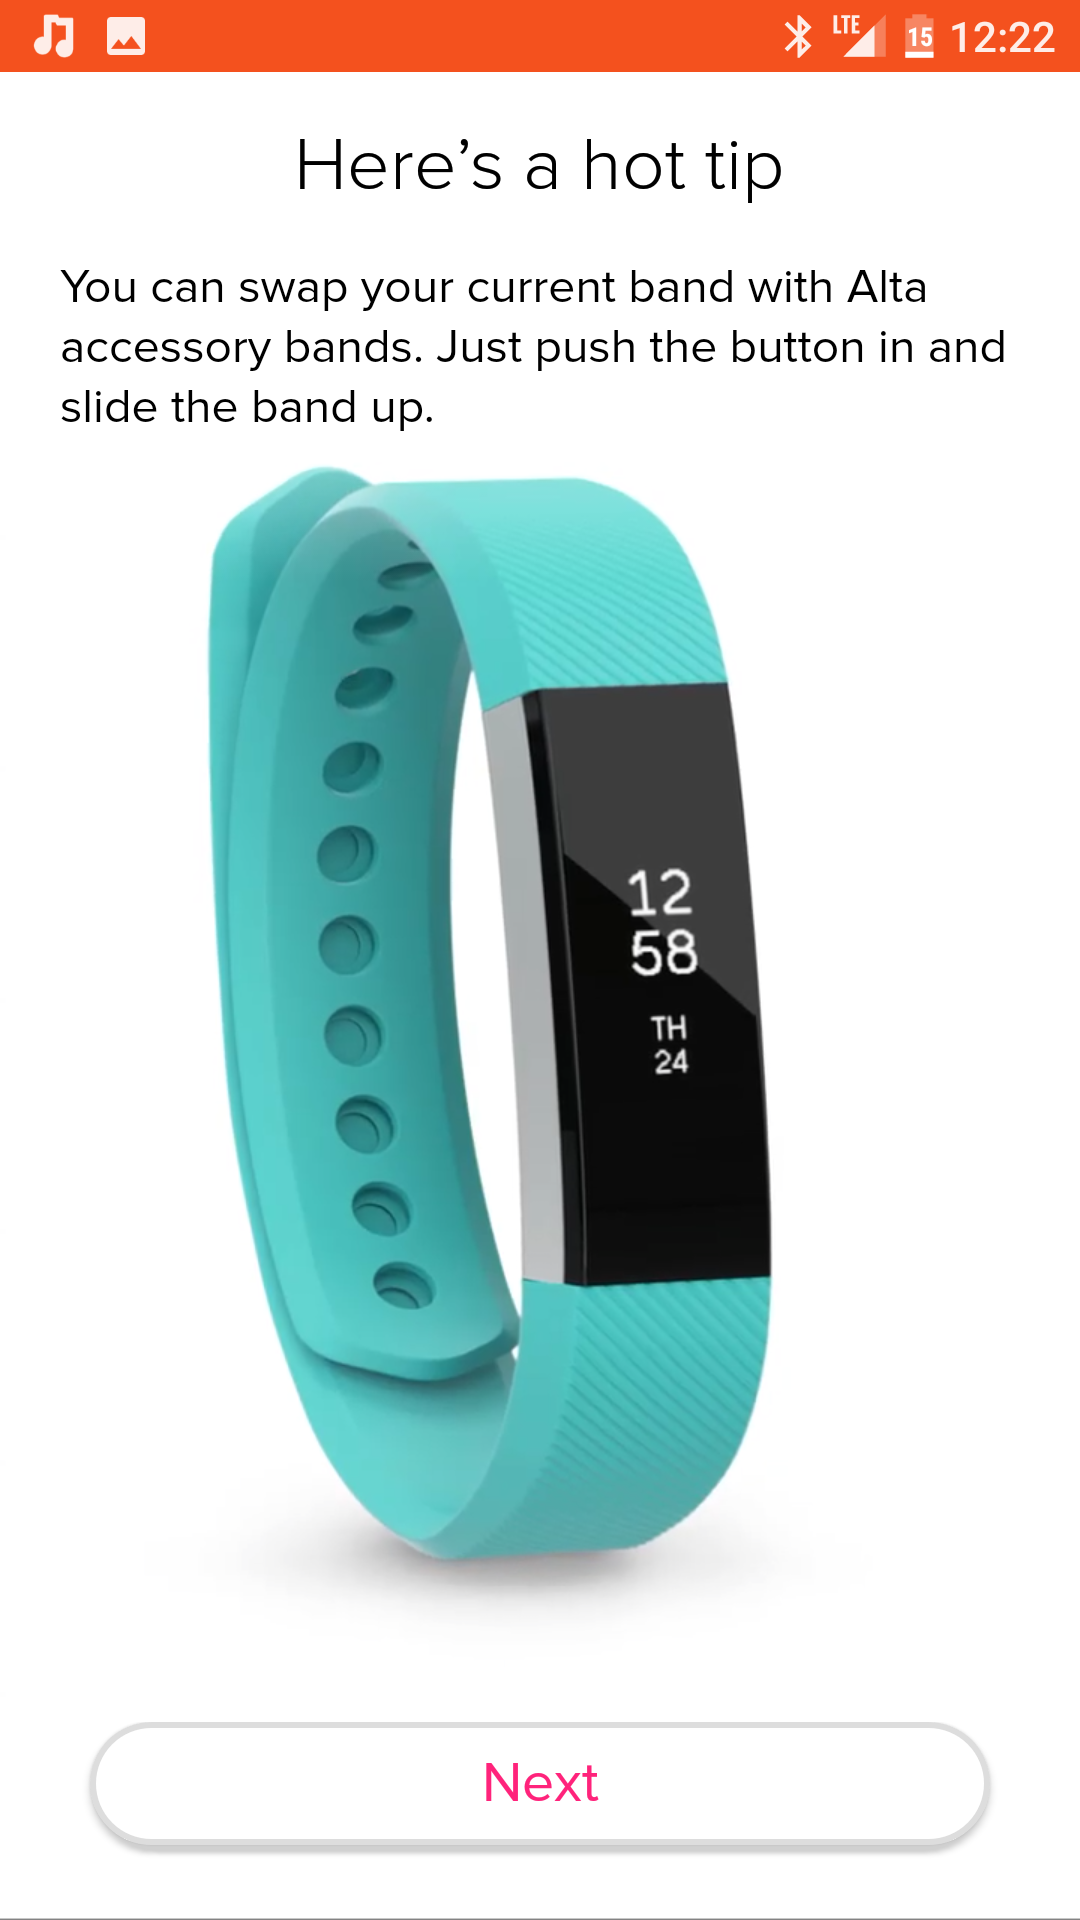 LTE 15 12:22
Here’s a hot tip
You can swap your current band with Alta
accessory bands. Just push the button in and
slide the band up.
12
58
TH
24
Next